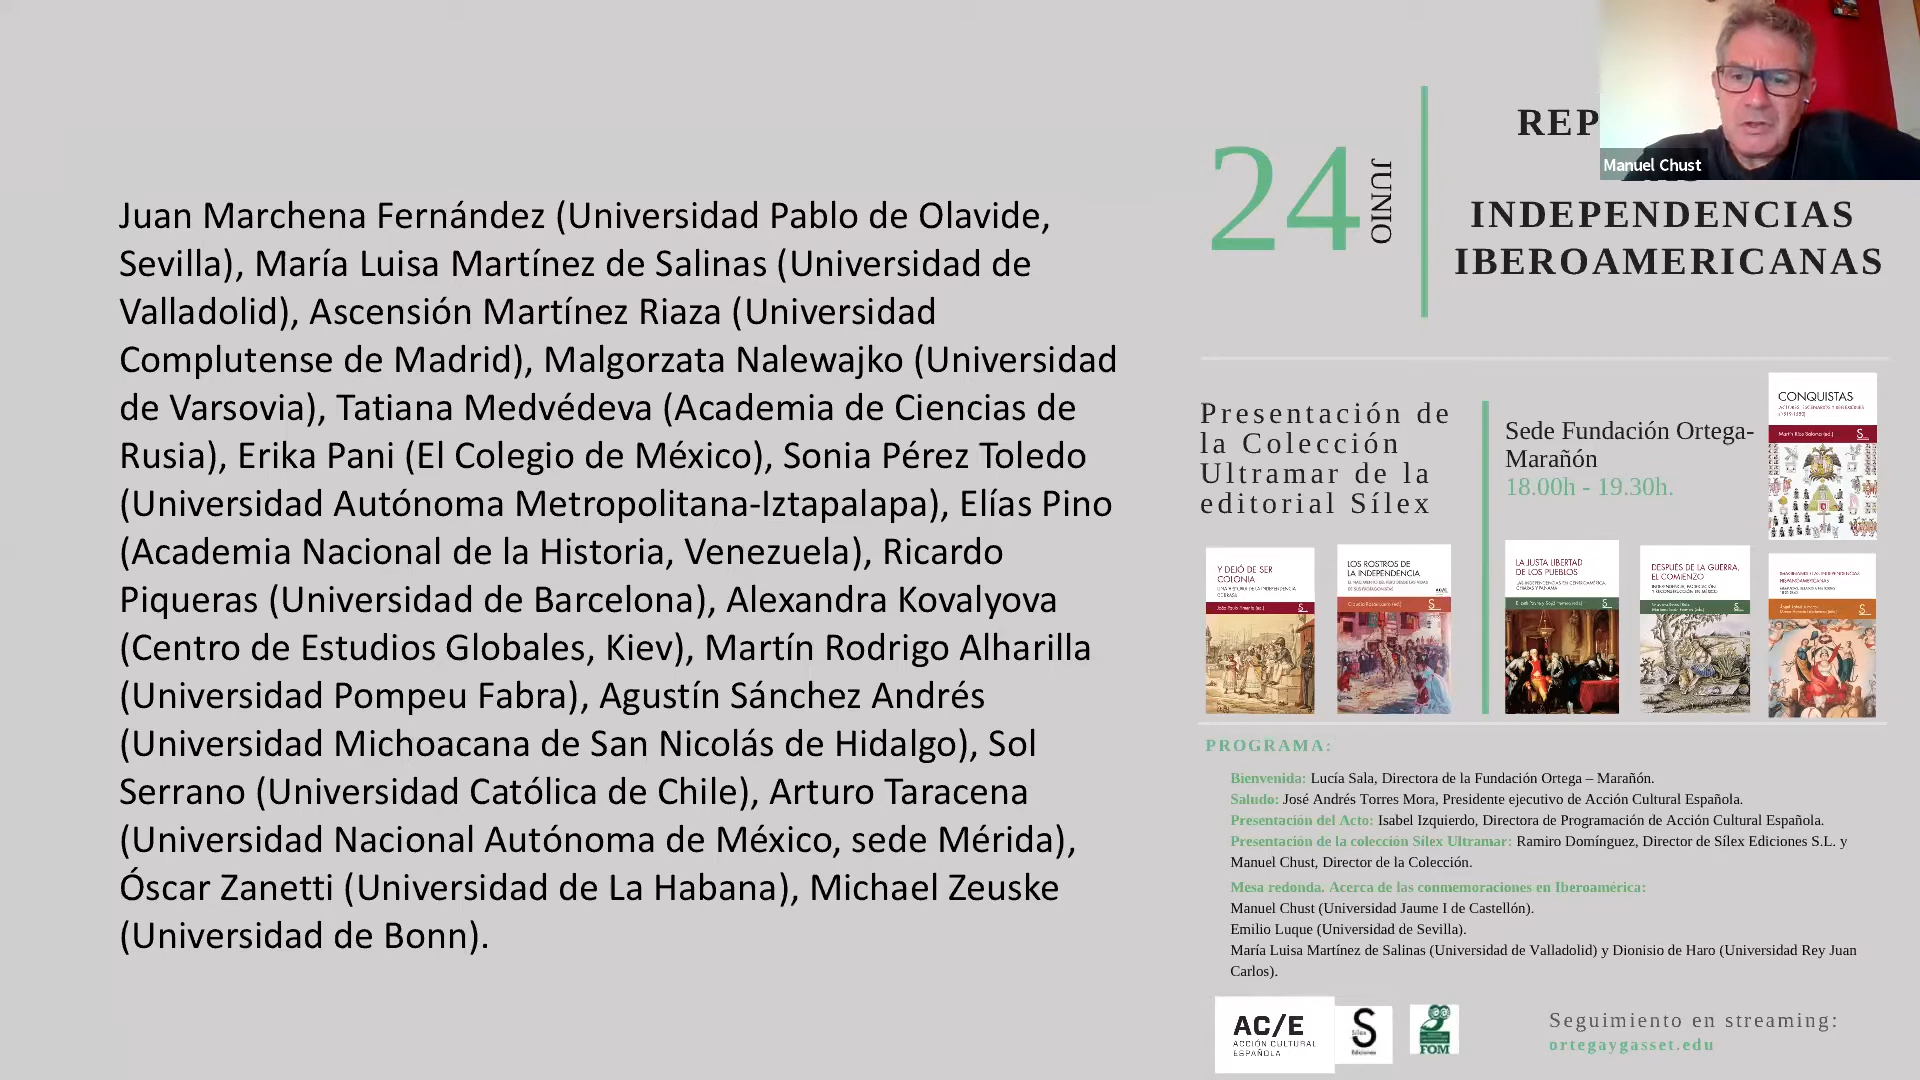 Juan Marchena Fernández (Universidad Pablo de Olavide,
Sevilla), María Luisa Martínez de Salinas (Universidad de
Valladolid), Ascensión Martínez Riaza (Universidad
Complutense de Madrid), Malgorzata Nalewajko (Universidad
de Varsovia), Tatiana Medvédeva (Academia de Ciencias de
Rusia), Erika Pani (El Colegio de México), Sonia Pérez Toledo
(Universidad Autónoma Metropolitana-Iztapalapa), Elías Pino
(Academia Nacional de la Historia, Venezuela), Ricardo
Piqueras (Universidad de Barcelona), Alexandra Kovalyova
(Centro de Estudios Globales, Kiev), Martín Rodrigo Alharilla
(Universidad Pompeu Fabra), Agustín Sánchez Andrés
(Universidad Michoacana de San Nicolás de Hidalgo), Sol
Serrano (Universidad Católica de Chile), Arturo Taracena
(Universidad Nacional Autónoma de México, sede Mérida),
Óscar Zanetti (Universidad de La Habana), Michael Zeuske
(Universidad de Bonn).
24
JUNIO
REP
INDEPENDENCIAS
IBEROAMERICANAS
Manuel Chust
Presentación de
la Colección
Ultramar de la
editorial Sílex
Sede Fundación Ortega-
Marañón
18.00h - 19.30h.
CONQUISTAS
Y DEJÓ DE SER
COLONIA
UNA HISTORIA DE LA INDEPENDENCIA
LOS ROSTROS DE
LA INDEPENDENCIA
LA JUSTA LIBERTAD
DE LOS PUEBLOS
DESPUÉS DE LA GUERRA,
EL COMIENZO
PROGRAMA:
Bienvenida: Lucía Sala, Directora de la Fundación Ortega – Marañón.
Saludo: José Andrés Torres Mora, Presidente ejecutivo de Acción Cultural Española.
Presentación del Acto: Isabel Izquierdo, Directora de Programación de Acción Cultural Española.
Presentación de la colección Sílex Ultramar: Ramiro Domínguez, Director de Sílex Ediciones S.L. y
Manuel Chust, Director de la Colección.
Mesa redonda. Acerca de las conmemoraciones en Iberoamérica:
Manuel Chust (Universidad Jaume I de Castellón).
Emilio Luque (Universidad de Sevilla).
María Luisa Martínez de Salinas (Universidad de Valladolid) y Dionisio de Haro (Universidad Rey Juan
Carlos).
AC/E
ACCIÓN CULTURAL
ESPAÑOLA
S
Sílex
Ediciones
FOM
Seguimiento en streaming:
ortegaygasset.edu